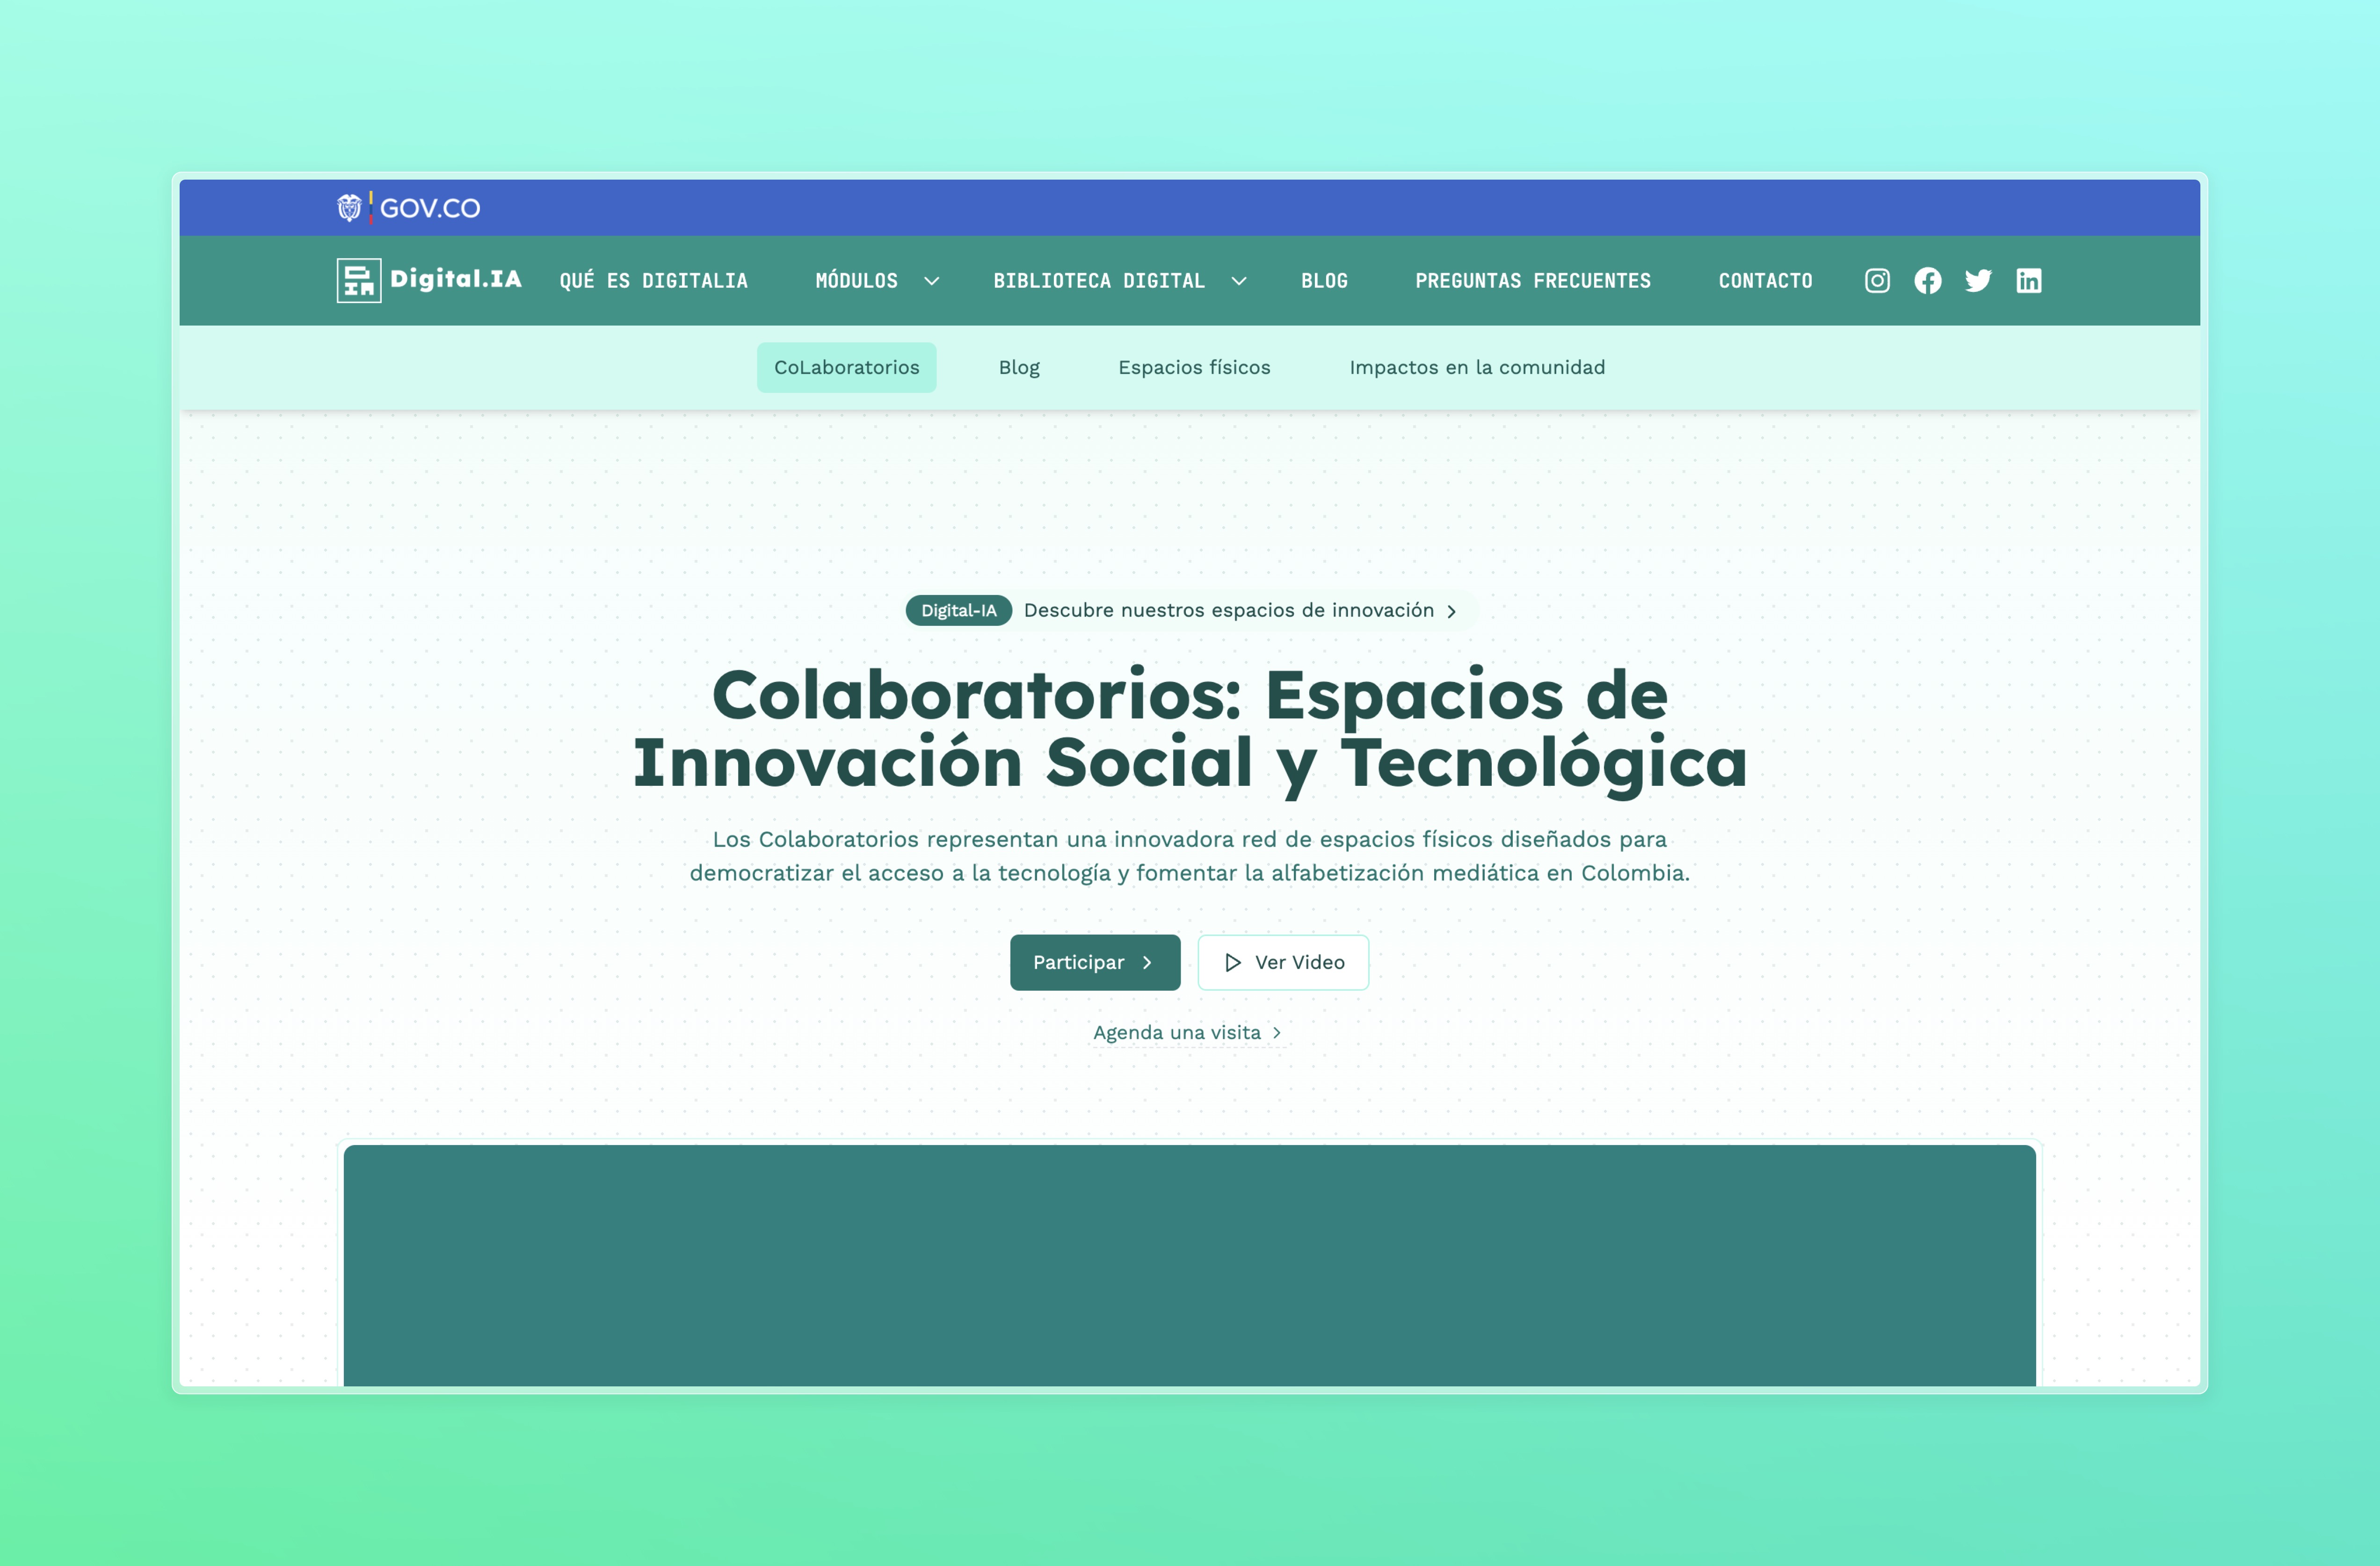 GOV.CO
Digital.IA
QUÉ ES DIGITALIA
MÓDULOS
BIBLIOTECA DIGITAL
BLOG
PREGUNTAS FRECUENTES
CONTACTO
CoLaboratorios
Blog
Espacios físicos
Impactos en la comunidad
Digital-IA Descubre nuestros espacios de innovación
Colaboratorios: Espacios de
Innovación Social y Tecnológica
Los Colaboratorios representan una innovadora red de espacios físicos diseñados para
democratizar el acceso a la tecnología y fomentar la alfabetización mediática en Colombia.
Participar
Ver Video
Agenda una visita